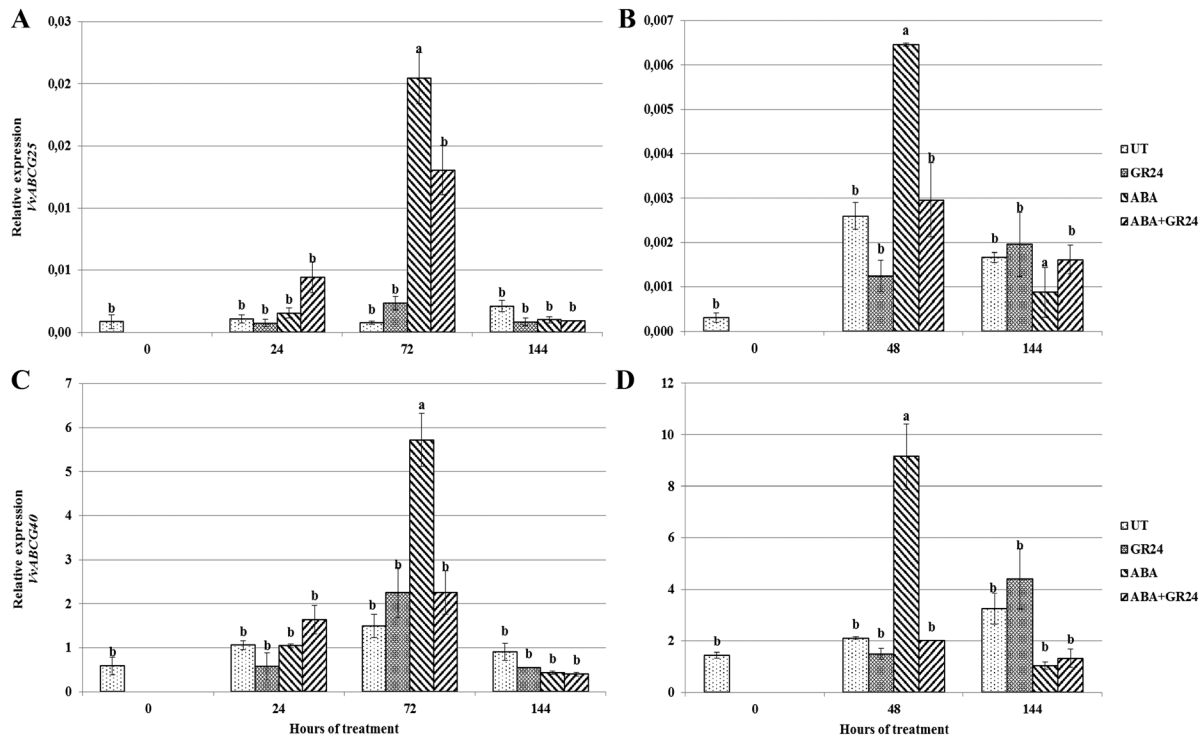 A
0,03
0,02
0,02
0,01
0,01
0,00
Relative expression
VvABCG25
b
b b b b
b b a b
b b b b
0 24 72 144
B
0,007
0,006
0,005
0,004
0,003
0,002
0,001
0,000
b
b b a b
b b a b
0 48 144
UT
GR24
ABA
ABA+GR24
C
7
6
5
4
3
2
1
0
Relative expression
VvABCG40
b
b b b b
b b a b
b b b b
0 24 72 144
Hours of treatment
D
12
10
8
6
4
2
0
b
b b a b
b b b b
0 48 144
Hours of treatment
UT
GR24
ABA
ABA+GR24